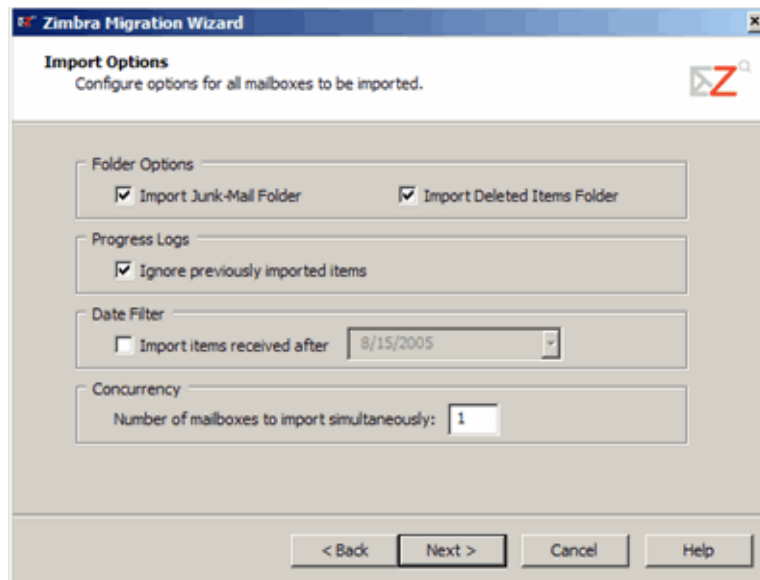 Zimbra Migration Wizard
Import Options
Configure options for all mailboxes to be imported.
Folder Options
Import Junk-Mail Folder Import Deleted Items Folder
Progress Logs
Ignore previously imported items
Date Filter
Import items received after 8/15/2005
Concurrency
Number of mailboxes to import simultaneously: 1
< Back Next > Cancel Help